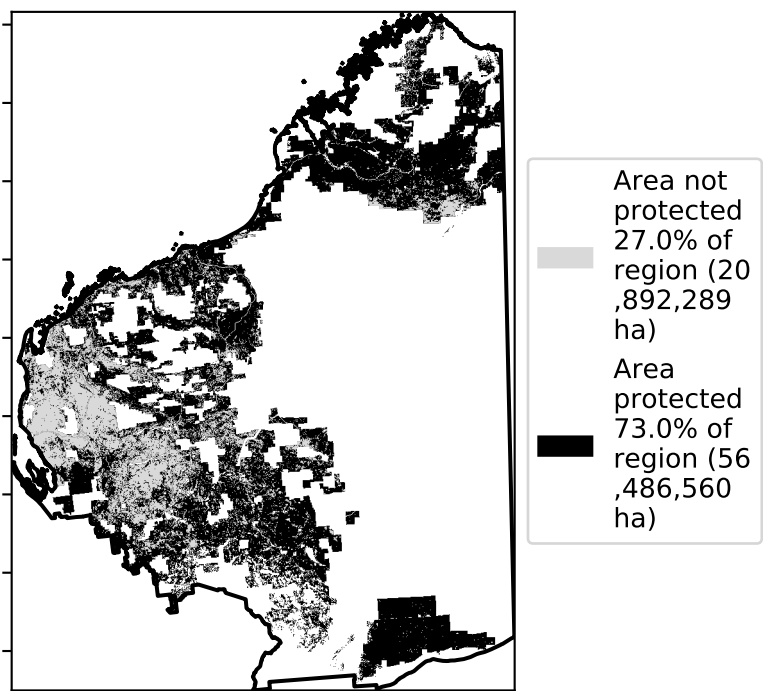 Area not
protected
27.0% of
region (20
,892,289
ha)
Area
protected
73.0% of
region (56
,486,560
ha)